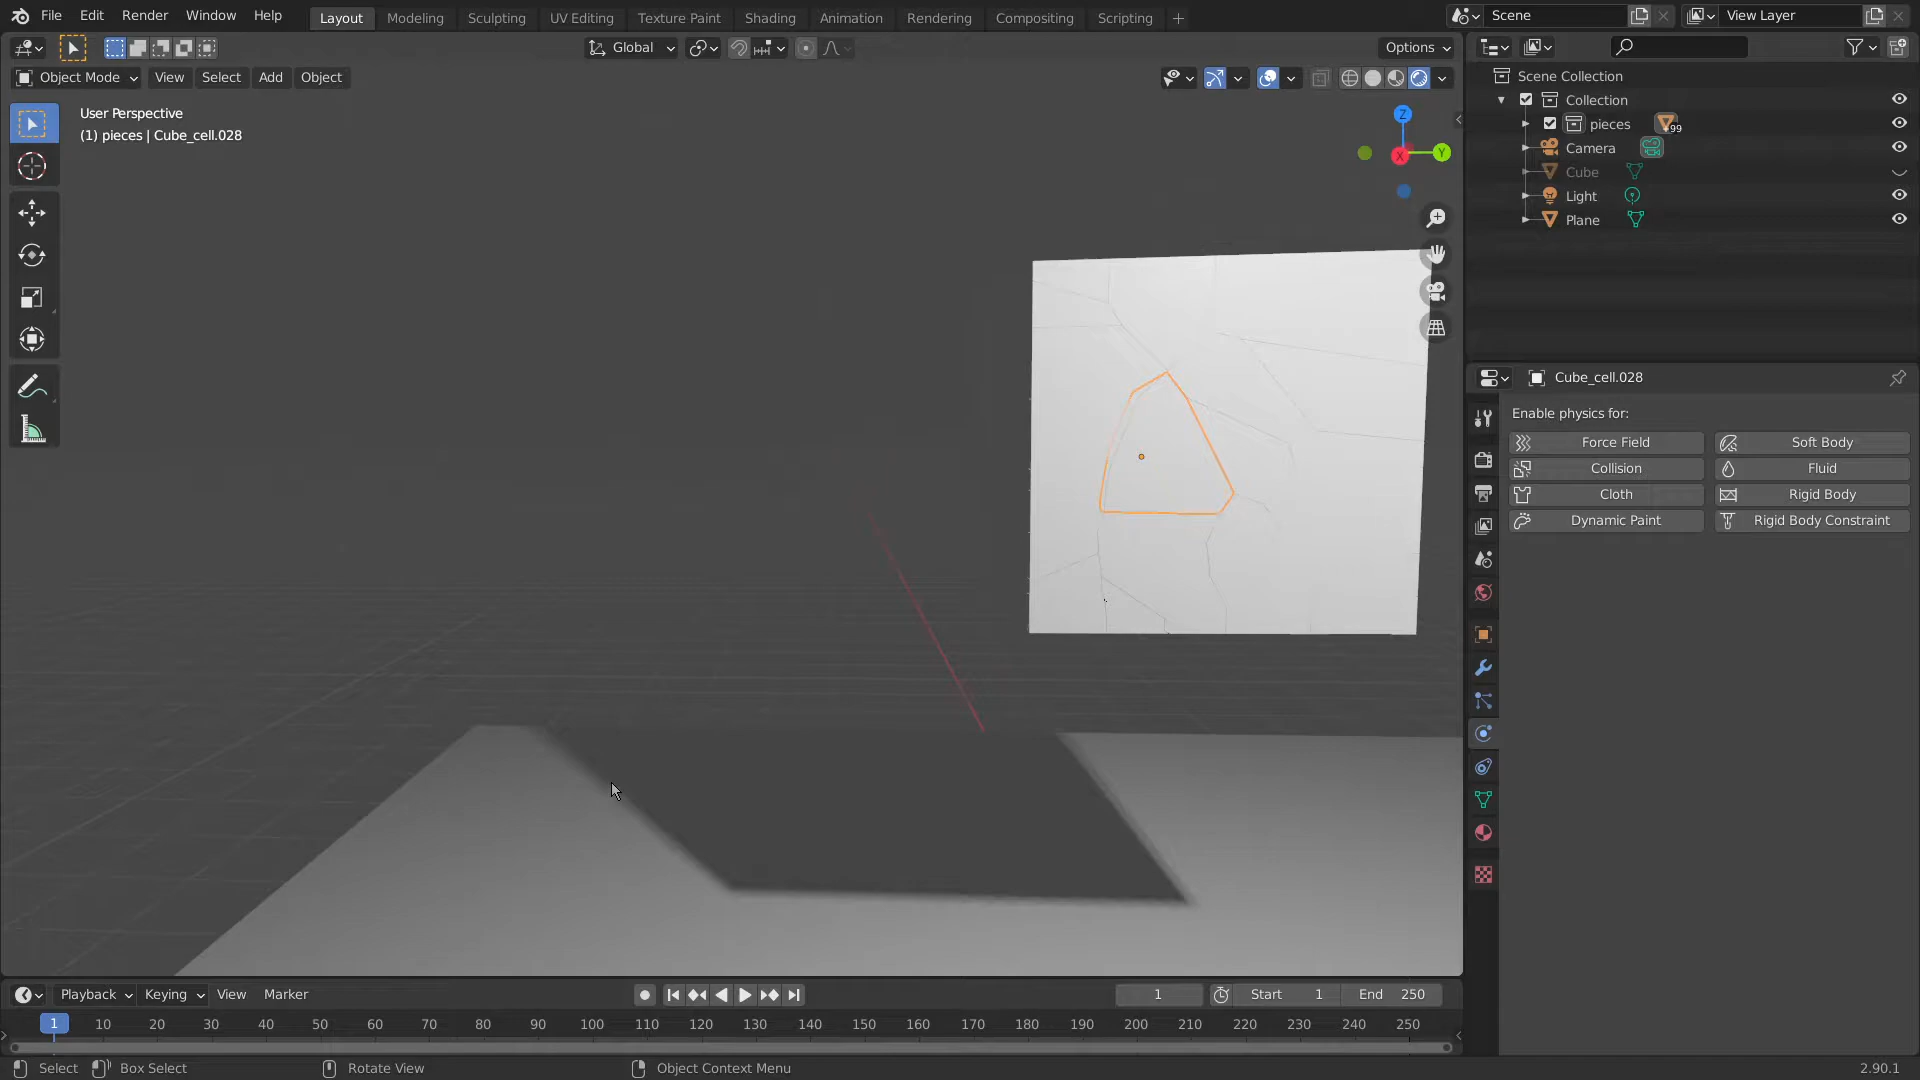 File Edit Render Window Help Layout Modeling Sculpting UV Editing Texture Paint Shading Animation Rendering Compositing Scripting Scene View Layer
Global Options
Object Mode View Select Add Object
User Perspective
(1) pieces | Cube_cell.028
Z
Y
X
Scene Collection
Collection
pieces 99
Camera
Cube
Light
Plane
Cube_cell.028
Enable physics for:
Force Field Soft Body
Collision Fluid
Cloth Rigid Body
Dynamic Paint Rigid Body Constraint
Playback Keying View Marker 1 Start 1 End 250
1 10 20 30 40 50 60 70 80 90 100 110 120 130 140 150 160 170 180 190 200 210 220 230 240 250
Select Box Select Rotate View Object Context Menu 2.90.1